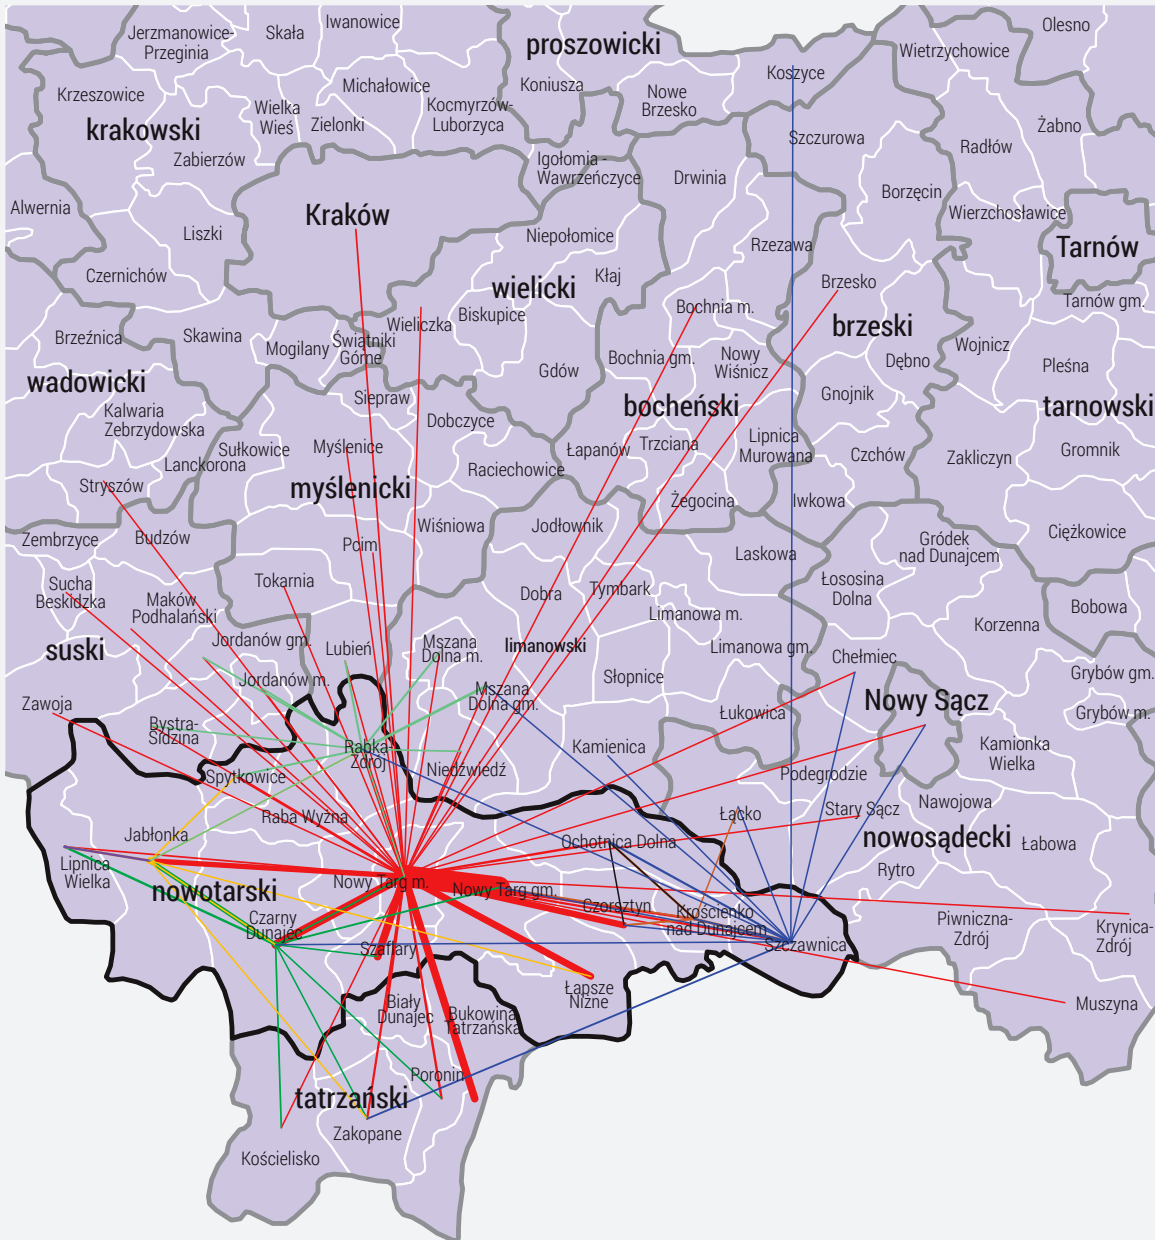 Jerzmanowice-
Przeginia
Skała
Iwanowice
proszowicki
Olesno
Wietrzychowice
Krzeszowice
Michałowice
Koniusza
Nowe
Brzesko
Koszyce
krakowski
Wielka
Wieś
Zielonki
Kocmyrzów-
Luborzyca
Szczurowa
Żabno
Radłów
Zabierzów
Igołomia -
Wawrzeńczyce
Drwinia
Borzęcin
Alwernia
Kraków
Wierzchosławice
Liszki
Niepołomice
Rzezawa
Tarnów
Czernichów
wielicki
Kłaj
Brzesko
Tarnów gm.
Brzeźnica
Skawina
Mogilany
Świątniki
Górne
Wieliczka
Biskupice
Bochnia m.
brzeski
Wojnicz
Bochnia gm.
Nowy
Wiśnicz
Dębno
Pleśna
wadowicki
Gdów
Siepraw
Gnojnik
Kalwaria
Zebrzydowska
Dobczyce
bocheński
tarnowski
Sułkowice
Myślenice
Łapanów
Trzciana
Lipnica
Murowana
Czchów
Zakliczyn
Gromnik
Lanckorona
Raciechowice
Stryszów
myślenicki
Żegocina
Iwkowa
Zembrzyce
Budzów
Wiśniowa
Jodłownik
Ciężkowice
Pcim
Laskowa
Gródek
nad Dunajcem
Sucha
Beskidzka
Tokarnia
Dobra
Tymbark
Łososina
Dolna
Maków
Podhalański
Limanowa m.
Bobowa
Korzenna
suski
Jordanów gm.
Lubień
Mszana
Dolna m.
limanowski
Limanowa gm.
Chełmiec
Jordanów m.
Słopnice
Grybów gm.
Zawoja
Mszana
Dolna gm.
Łukowica
Nowy Sącz
Grybów m.
Bystra-
Sidzina
Rabka-
Zdrój
Kamienica
Kamionka
Wielka
Spytkowice
Niedźwiedź
Podegrodzie
Raba Wyżna
Łącko
Stary Sącz
Nawojowa
Jabłonka
Ochotnica Dolna
nowosądecki
Łabowa
Lipnica
Wielka
nowotarski
Nowy Targ m.
Nowy Targ gm.
Rytro
Czarny
Dunajec
Czorsztyn
Krościenko
nad Dunajcem
Piwniczna-
Zdrój
Krynica-
Zdrój
Szaflary
Szczawnica
Łapsze
Niżne
Biały
Dunajec
Bukowina
Tatrzańska
Muszyna
Poronin
tatrzański
Zakopane
Kościelisko